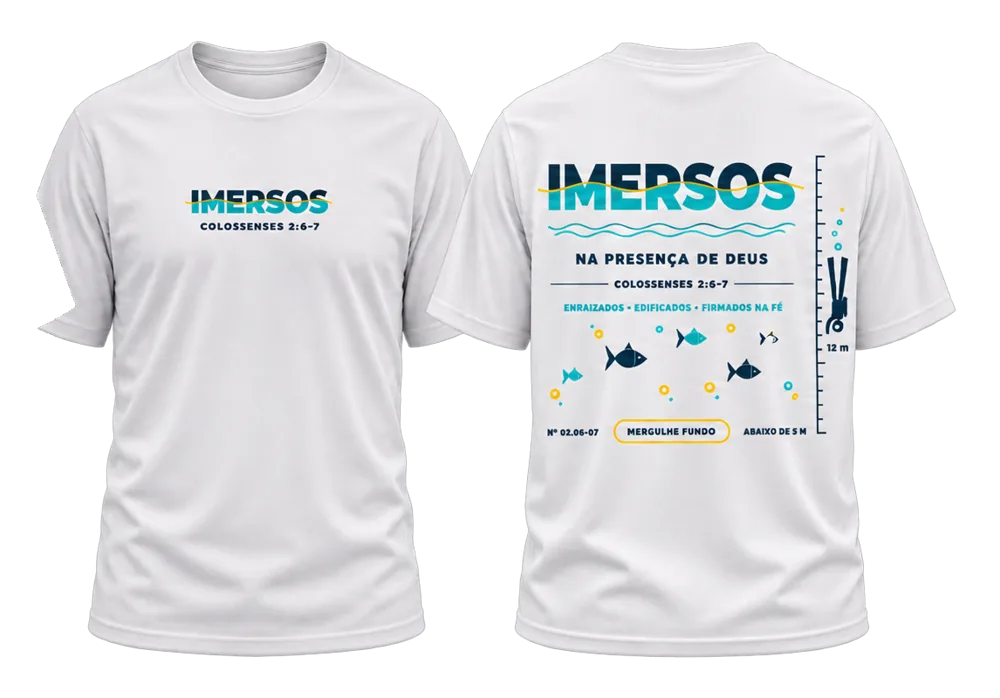 IMERSOS
COLOSSENSES 2:6-7
IMERSOS
NA PRESENÇA DE DEUS
COLOSSENSES 2:6-7
ENRAIZADOS • EDIFICADOS • FIRMADOS NA FÉ
12 m
Nº 02.06-07
MERGULHE FUNDO
ABAIXO DE 5 M